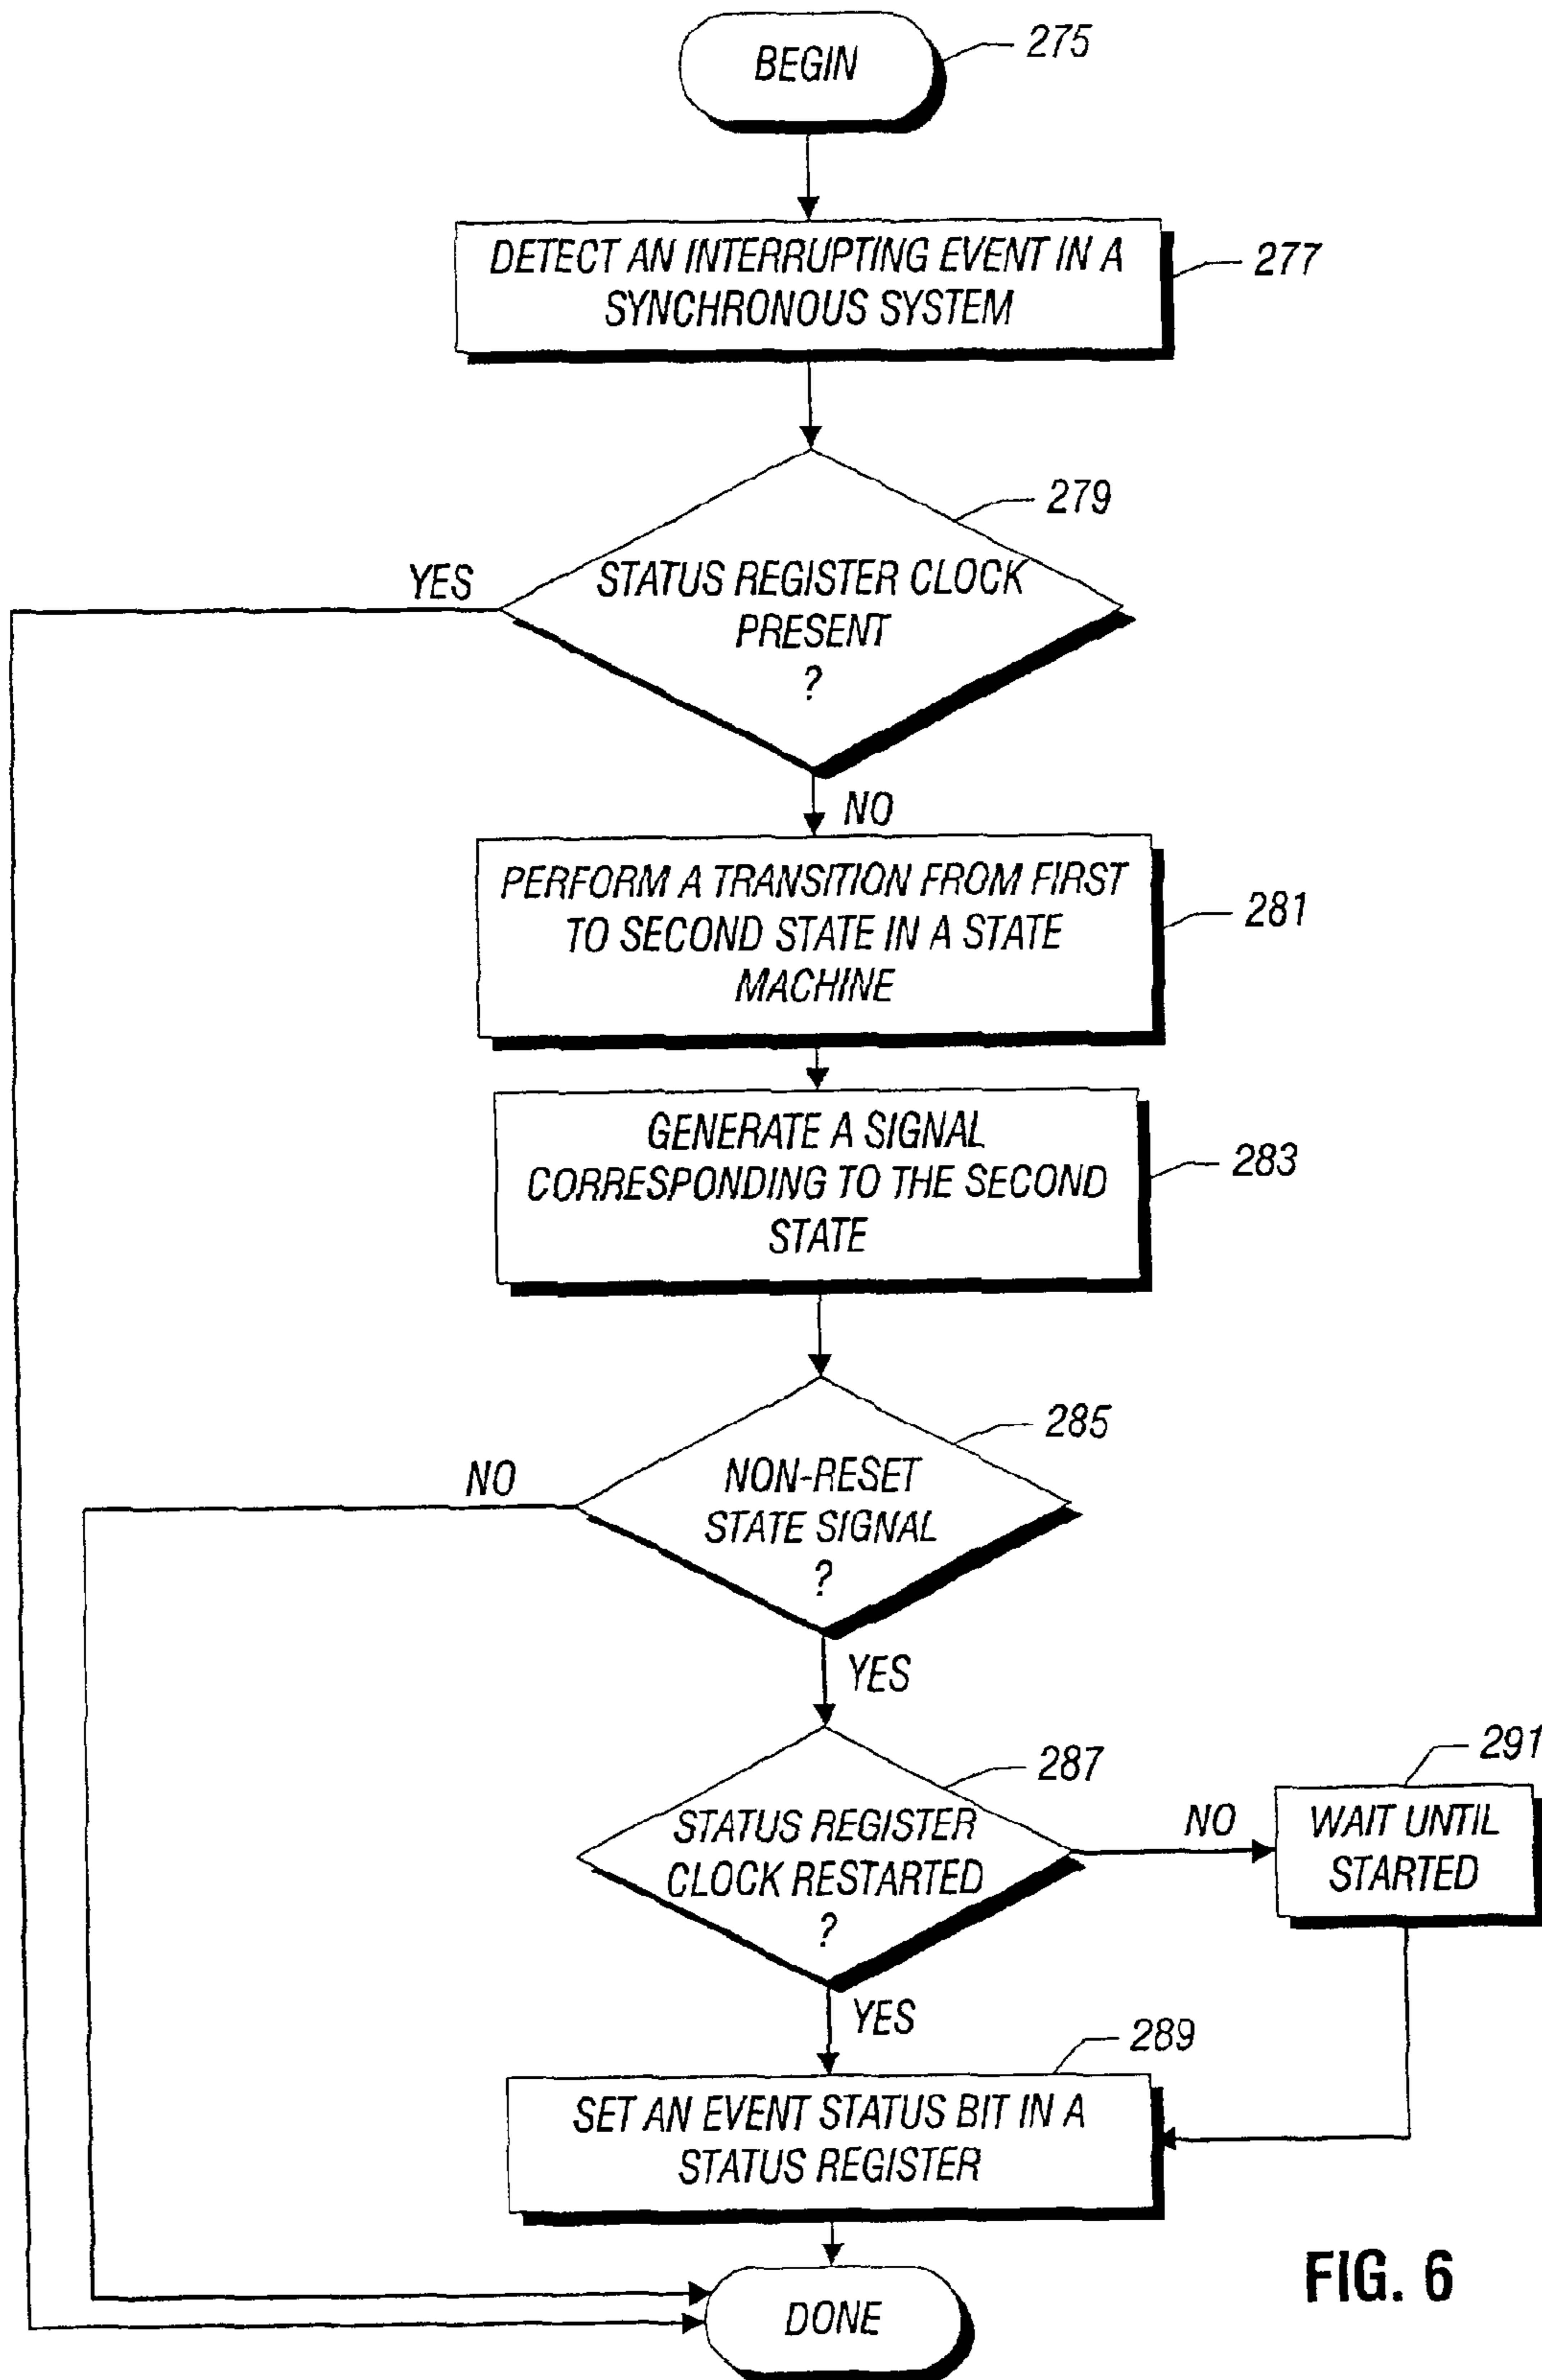 BEGIN
275
DETECT AN INTERRUPTING EVENT IN A
SYNCHRONOUS SYSTEM
277
279
STATUS REGISTER CLOCK
PRESENT
?
YES
NO
PERFORM A TRANSITION FROM FIRST
TO SECOND STATE IN A STATE
MACHINE
281
GENERATE A SIGNAL
CORRESPONDING TO THE SECOND
STATE
283
285
NON-RESET
STATE SIGNAL
?
NO
YES
287
STATUS REGISTER
CLOCK RESTARTED
?
NO
291
WAIT UNTIL
STARTED
YES
289
SET AN EVENT STATUS BIT IN A
STATUS REGISTER
DONE
FIG. 6